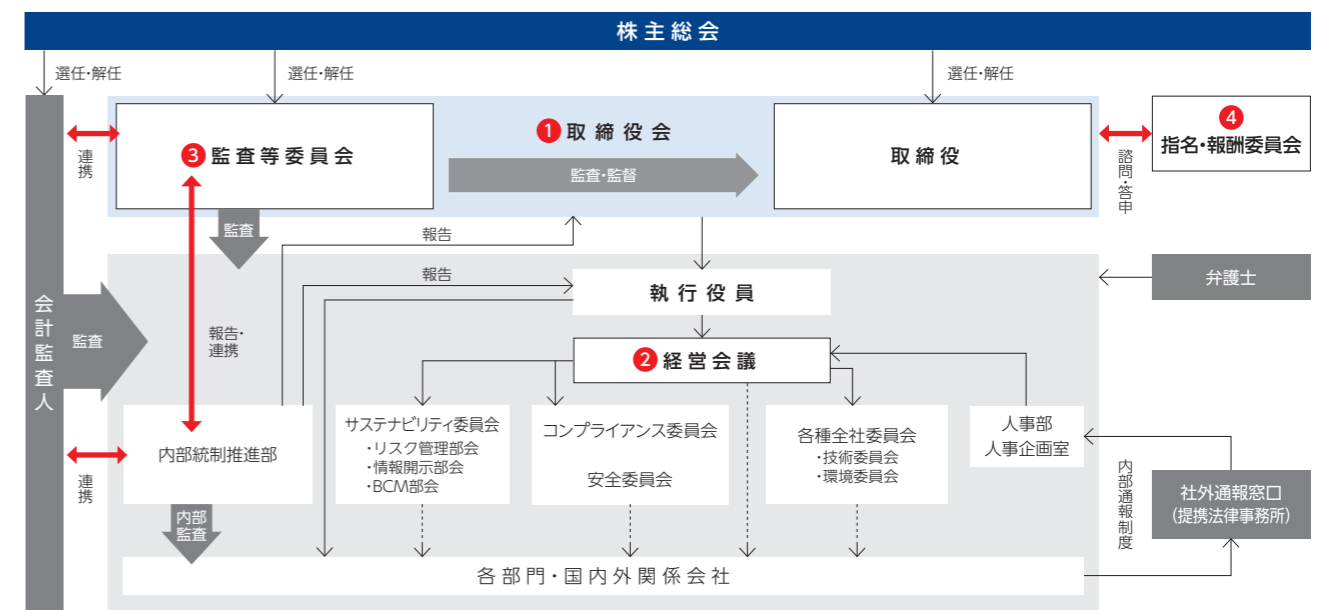 株主総会
選任・解任
選任・解任
選任・解任
連携
❸監査等委員会
❶取締役会
監査・監督
取締役
諮問・答申
❹
指名・報酬委員会
監査
報告
報告
執行役員
弁護士
会計監査人
監査
報告・
連携
❷経営会議
内部統制推進部
サステナビリティ委員会
・リスク管理部会
・情報開示部会
・BCM部会
コンプライアンス委員会
安全委員会
各種全社委員会
・技術委員会
・環境委員会
人事部
人事企画室
連携
内部
監査
内部通報制度
社外通報窓口
(提携法律事務所)
各部門・国内外関係会社